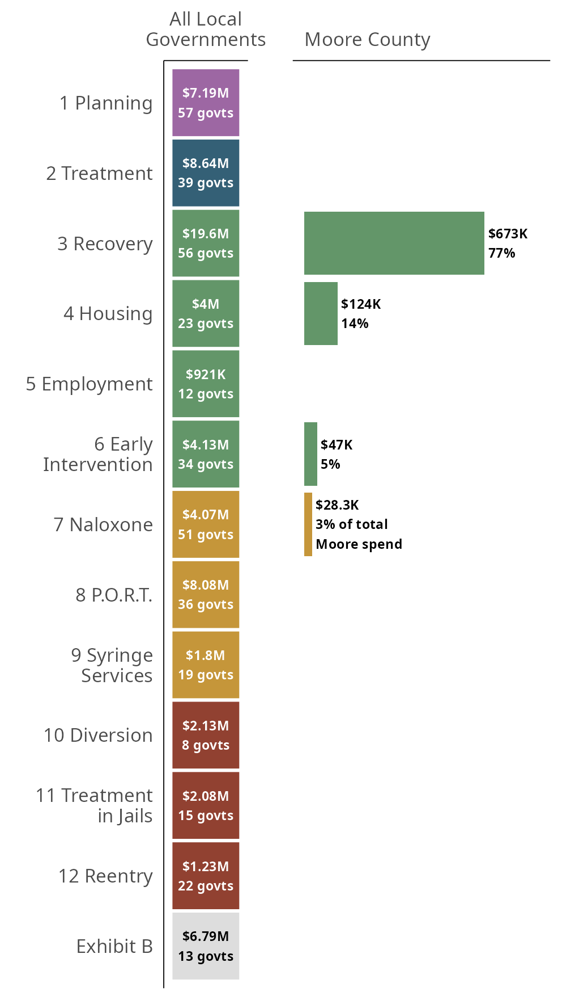 All Local
Governments
Moore County
1 Planning
$7.19M
57 govts
2 Treatment
$8.64M
39 govts
3 Recovery
$19.6M
56 govts
$673K
77%
4 Housing
$4M
23 govts
$124K
14%
5 Employment
$921K
12 govts
6 Early
Intervention
$4.13M
34 govts
$47K
5%
7 Naloxone
$4.07M
51 govts
$28.3K
3% of total
Moore spend
8 P.O.R.T.
$8.08M
36 govts
9 Syringe
Services
$1.8M
19 govts
10 Diversion
$2.13M
8 govts
11 Treatment
in Jails
$2.08M
15 govts
12 Reentry
$1.23M
22 govts
Exhibit B
$6.79M
13 govts